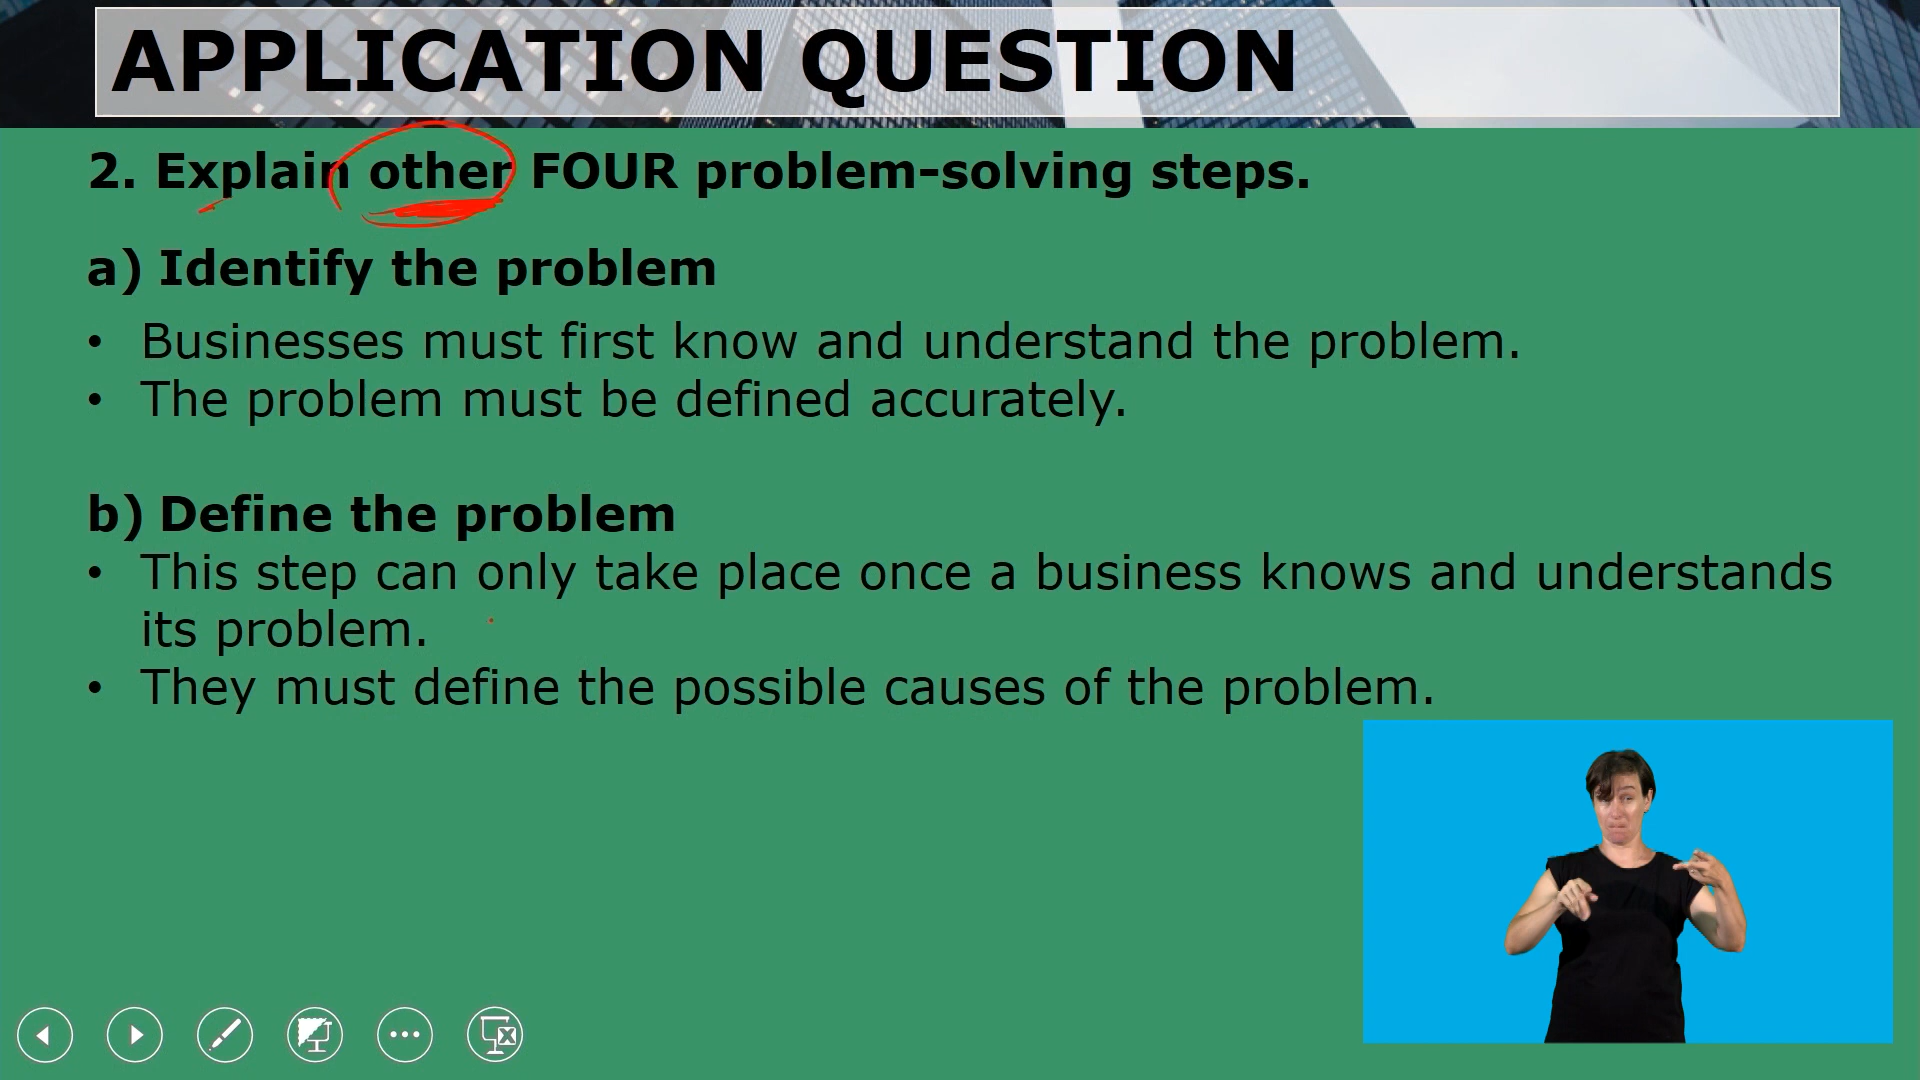 APPLICATION QUESTION
2. Explain other FOUR problem-solving steps.
a) Identify the problem
• Businesses must first know and understand the problem.
• The problem must be defined accurately.
b) Define the problem
• This step can only take place once a business knows and understands
its problem.
• They must define the possible causes of the problem.